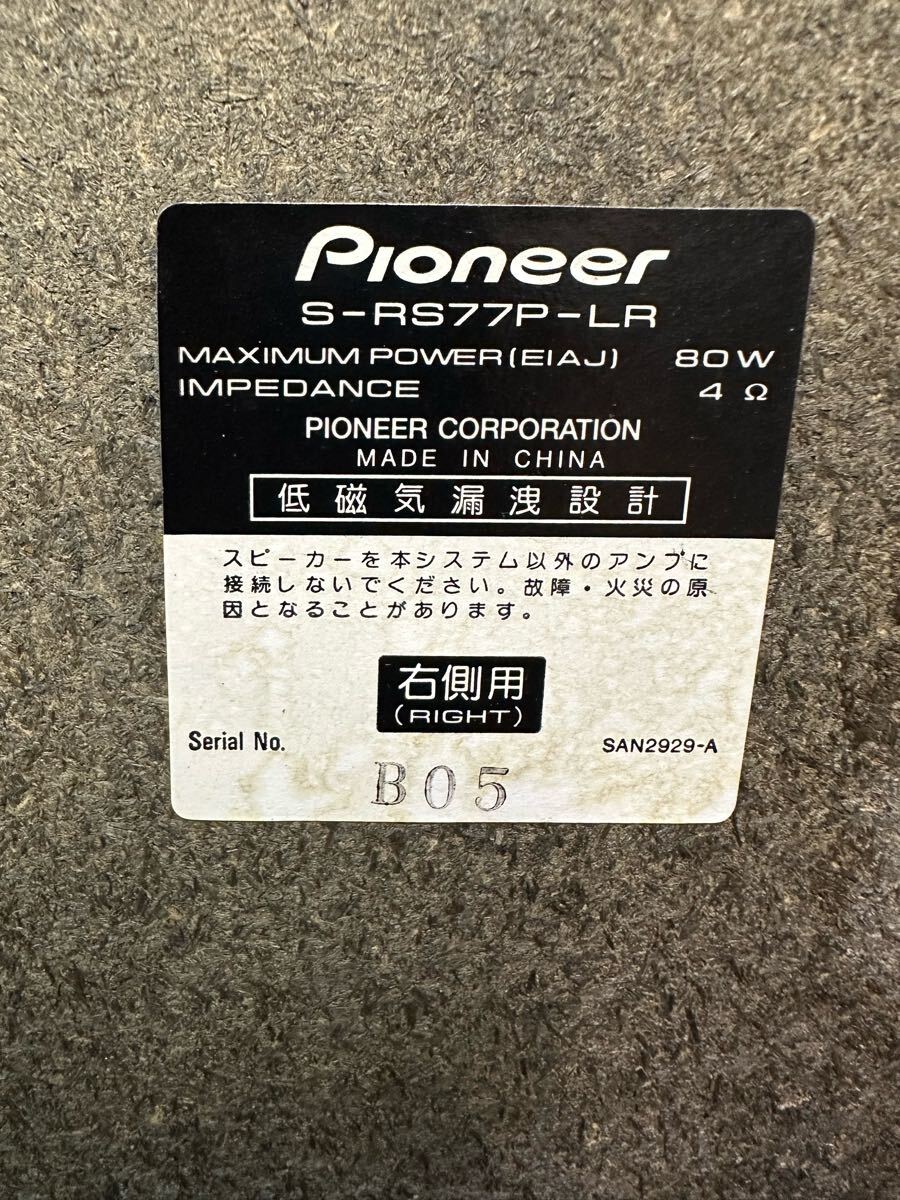 Pioneer
S-RS77P-LR
MAXIMUM POWER(EIAJ) 80W
IMPEDANCE 4 Ω
PIONEER CORPORATION
MADE IN CHINA
低磁気漏洩設計
スピーカーを本システム以外のアンプに
接続しないでください。故障・火災の原
因となることがあります。
右側用
(RIGHT)
Serial No. SAN2929-A
B05